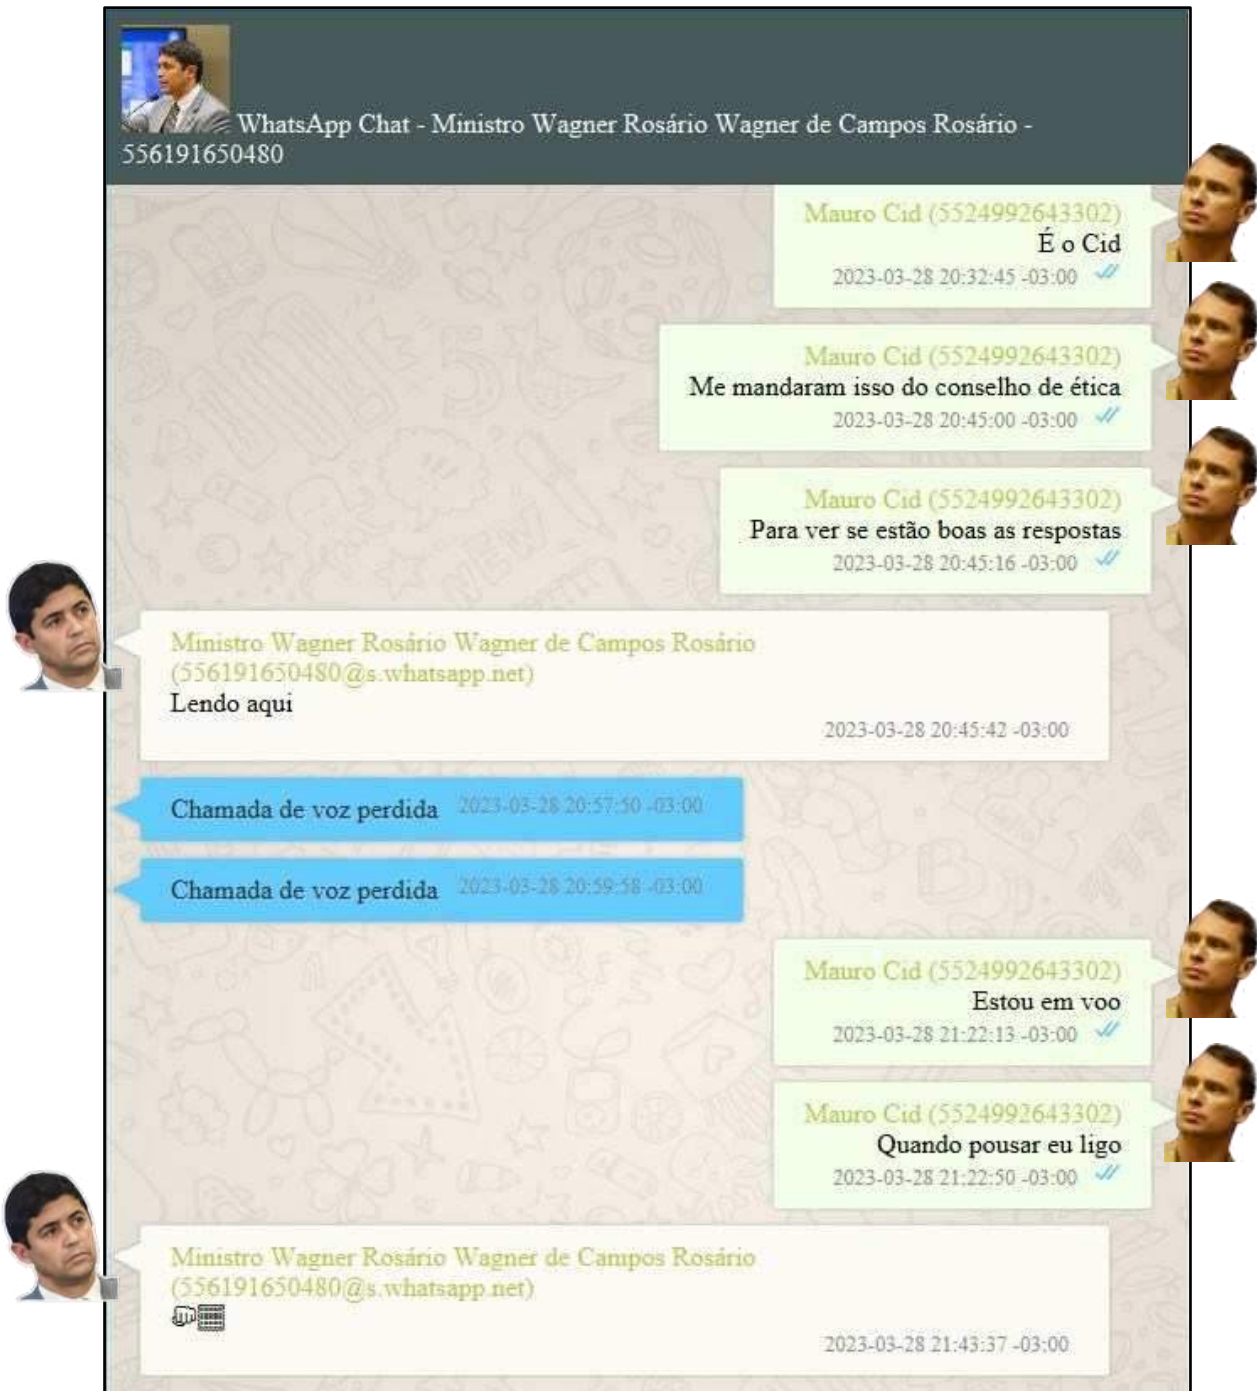 WhatsApp Chat - Ministro Wagner Rosário Wagner de Campos Rosário -
556191650480
Mauro Cid (5524992643302)
É o Cid
2023-03-28 20:32:45 -03:00
Mauro Cid (5524992643302)
Me mandaram isso do conselho de ética
2023-03-28 20:45:00 -03:00
Mauro Cid (5524992643302)
Para ver se estão boas as respostas
2023-03-28 20:45:16 -03:00
Ministro Wagner Rosário Wagner de Campos Rosário
(556191650480@s.whatsapp.net)
Lendo aqui
2023-03-28 20:45:42 -03:00
Chamada de voz perdida 2023-03-28 20:57:50 -03:00
Chamada de voz perdida 2023-03-28 20:59:58 -03:00
Mauro Cid (5524992643302)
Estou em voo
2023-03-28 21:22:13 -03:00
Mauro Cid (5524992643302)
Quando pousar eu ligo
2023-03-28 21:22:50 -03:00
Ministro Wagner Rosário Wagner de Campos Rosário
(556191650480@s.whatsapp.net)
2023-03-28 21:43:37 -03:00